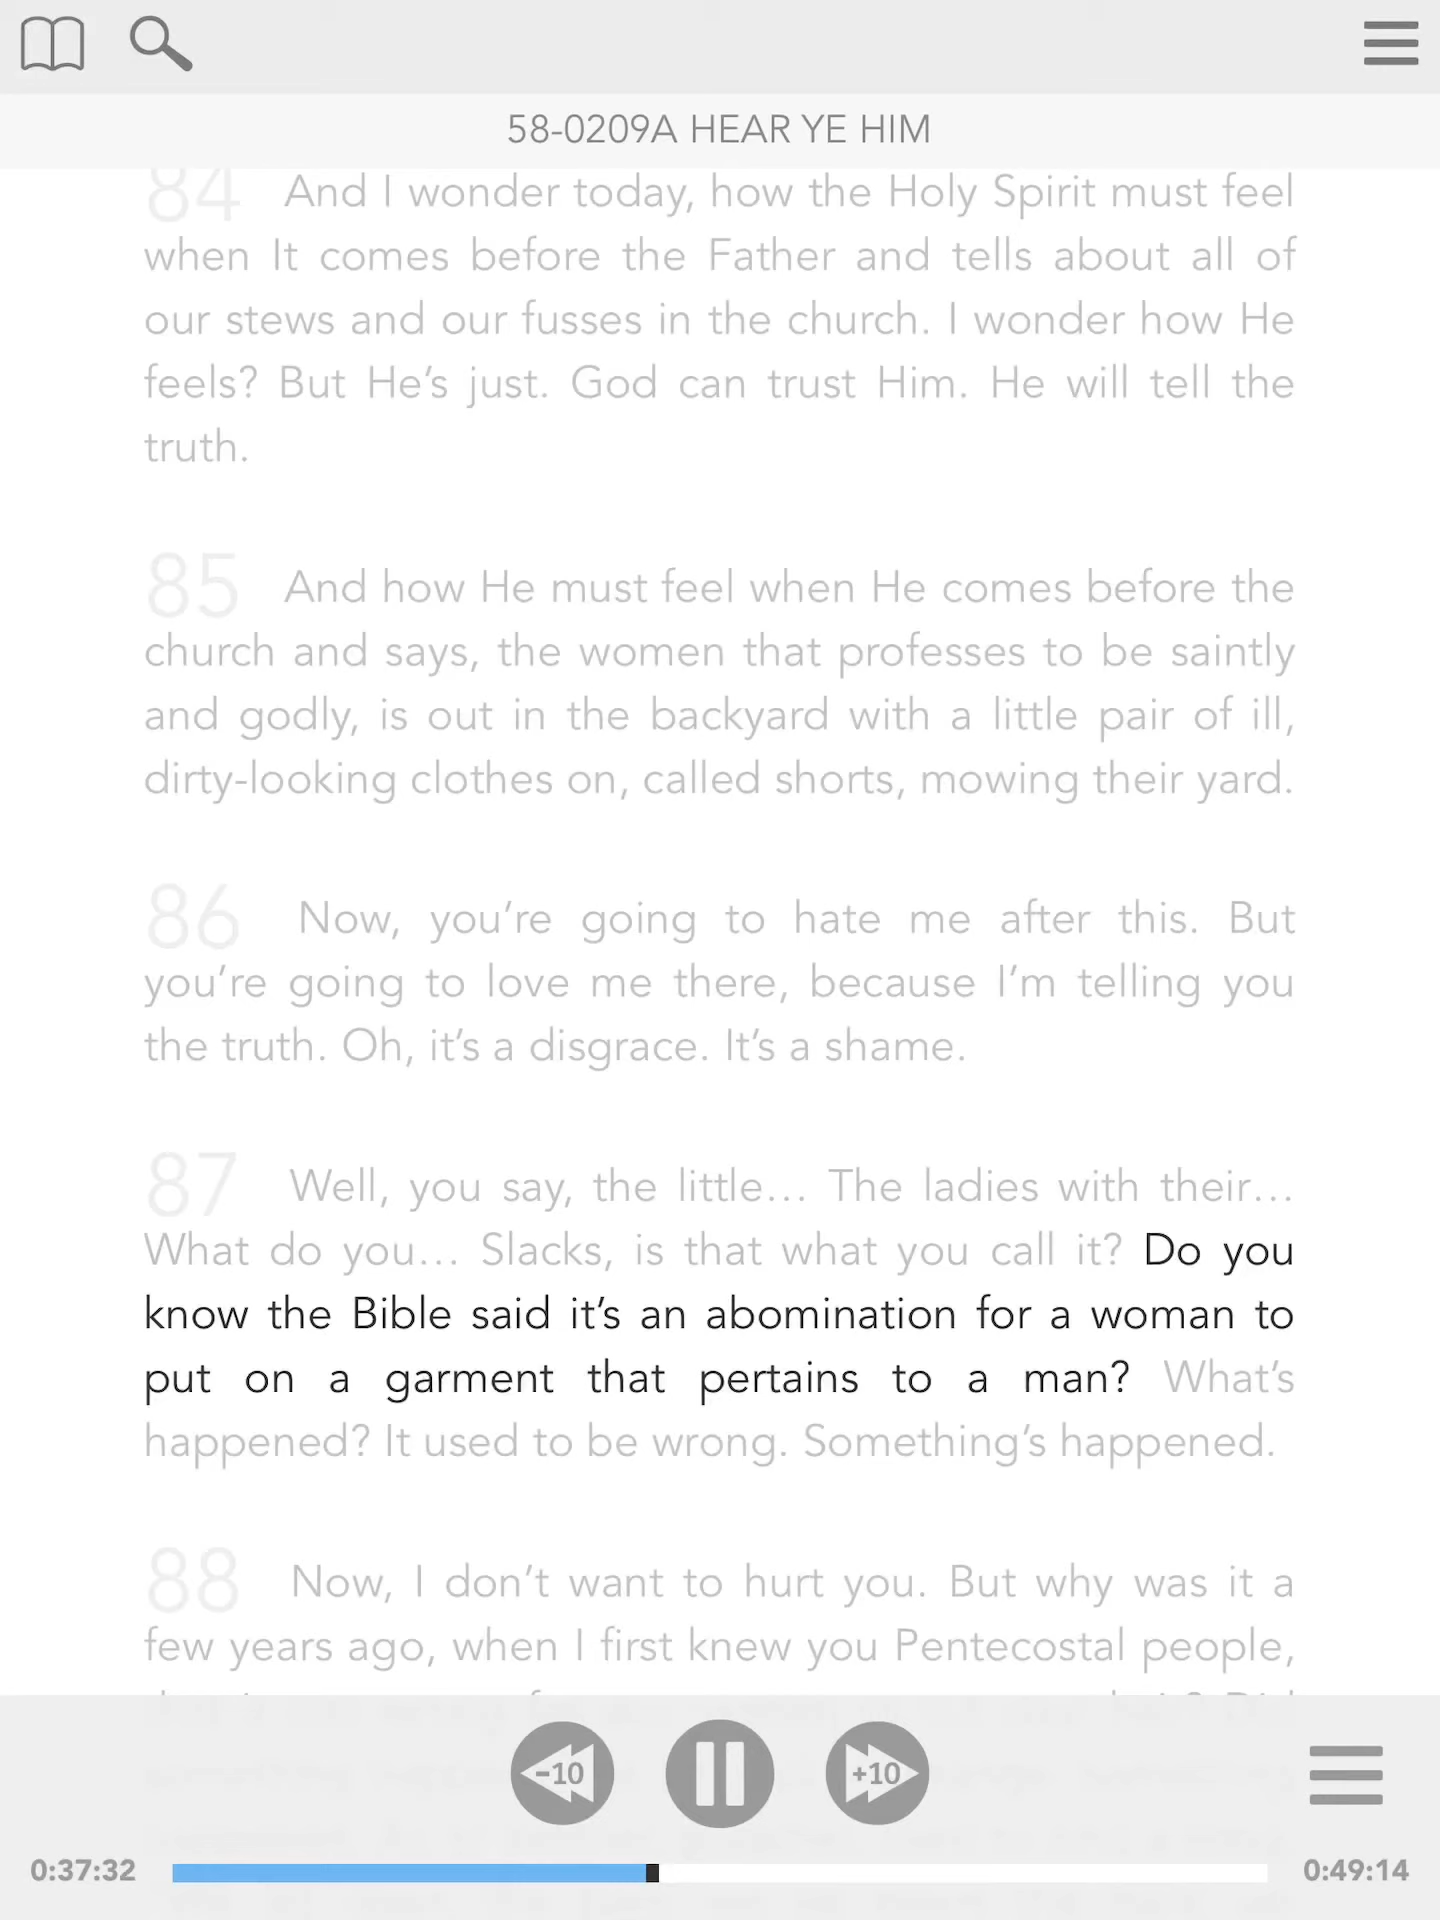 58-0209A HEAR YE HIM
84 And I wonder today, how the Holy Spirit must feel
when It comes before the Father and tells about all of
our stews and our fusses in the church. I wonder how He
feels? But He’s just. God can trust Him. He will tell the
truth.
85 And how He must feel when He comes before the
church and says, the women that professes to be saintly
and godly, is out in the backyard with a little pair of ill,
dirty-looking clothes on, called shorts, mowing their yard.
86 Now, you’re going to hate me after this. But
you’re going to love me there, because I’m telling you
the truth. Oh, it’s a disgrace. It’s a shame.
87 Well, you say, the little… The ladies with their…
What do you… Slacks, is that what you call it? Do you
know the Bible said it’s an abomination for a woman to
put on a garment that pertains to a man? What’s
happened? It used to be wrong. Something’s happened.
88 Now, I don’t want to hurt you. But why was it a
few years ago, when I first knew you Pentecostal people,
-10 +10
0:37:32 0:49:14